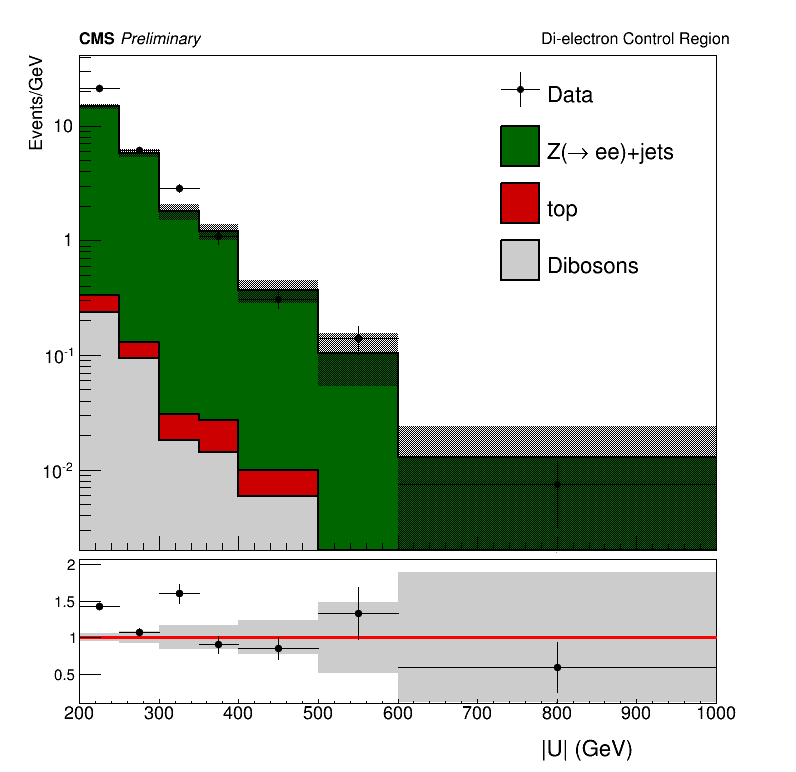 CMS Preliminary Di-electron Control Region
Events/GeV
10
1
10-1
10-2
Data
Z(→ ee)+jets
top
Dibosons
2
1.5
1
0.5
200 300 400 500 600 700 800 900 1000
|U| (GeV)